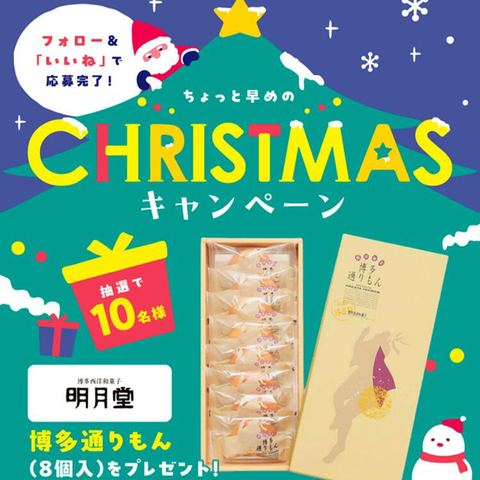 フォロー&
「いいね」で
応募完了!
ちょっと早めの
CHRISTMAS
キャンペーン
抽選で
10名様
博多西洋和菓子
明月堂
博多通りもん
(8個入)をプレゼント!
博多
通りもん